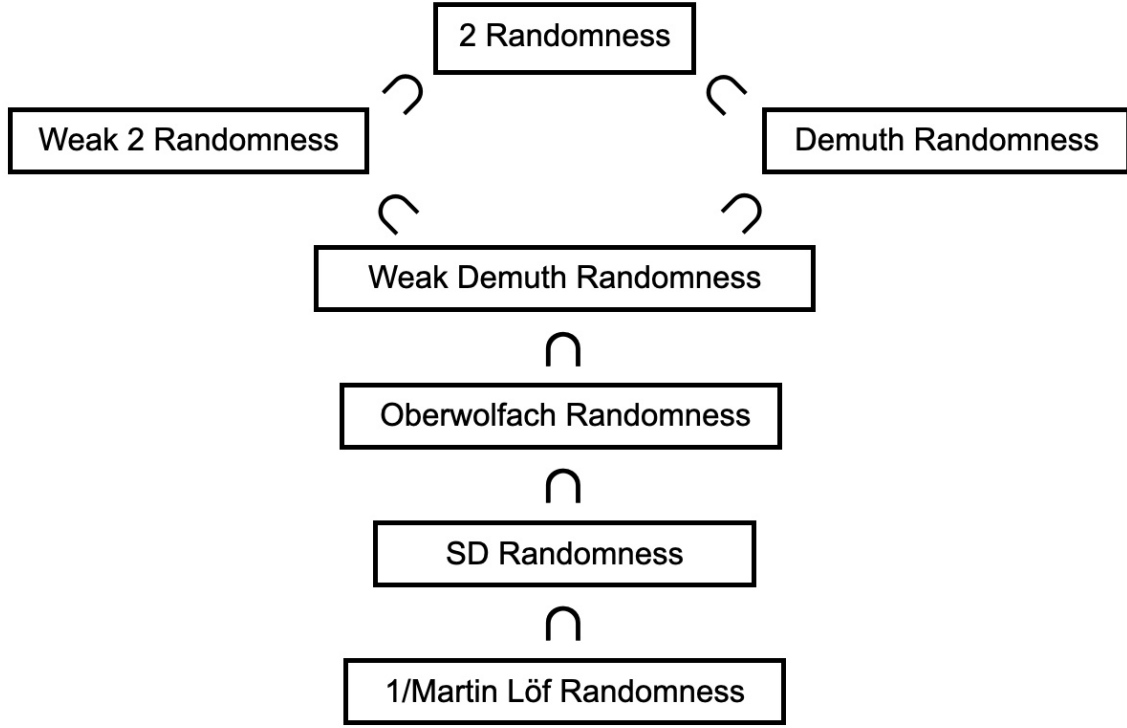 2 Randomness
∩ ∩
Weak 2 Randomness
Demuth Randomness
∩ ∩
Weak Demuth Randomness
∩
Oberwolfach Randomness
∩
SD Randomness
∩
1/Martin Löf Randomness